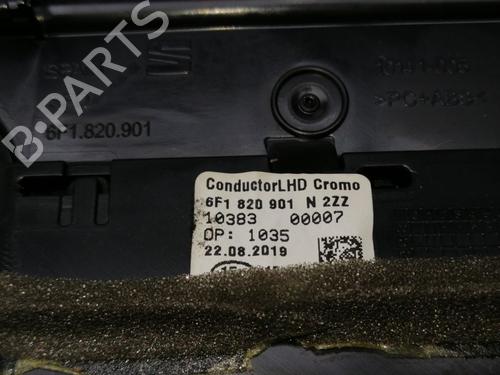 6F1.820.901
>PC+ABS<
ConductorLHD Cromo
6F1 820 901 N 2ZZ
10383 00007
OP: 1035
22.08.2019
B-PARTS